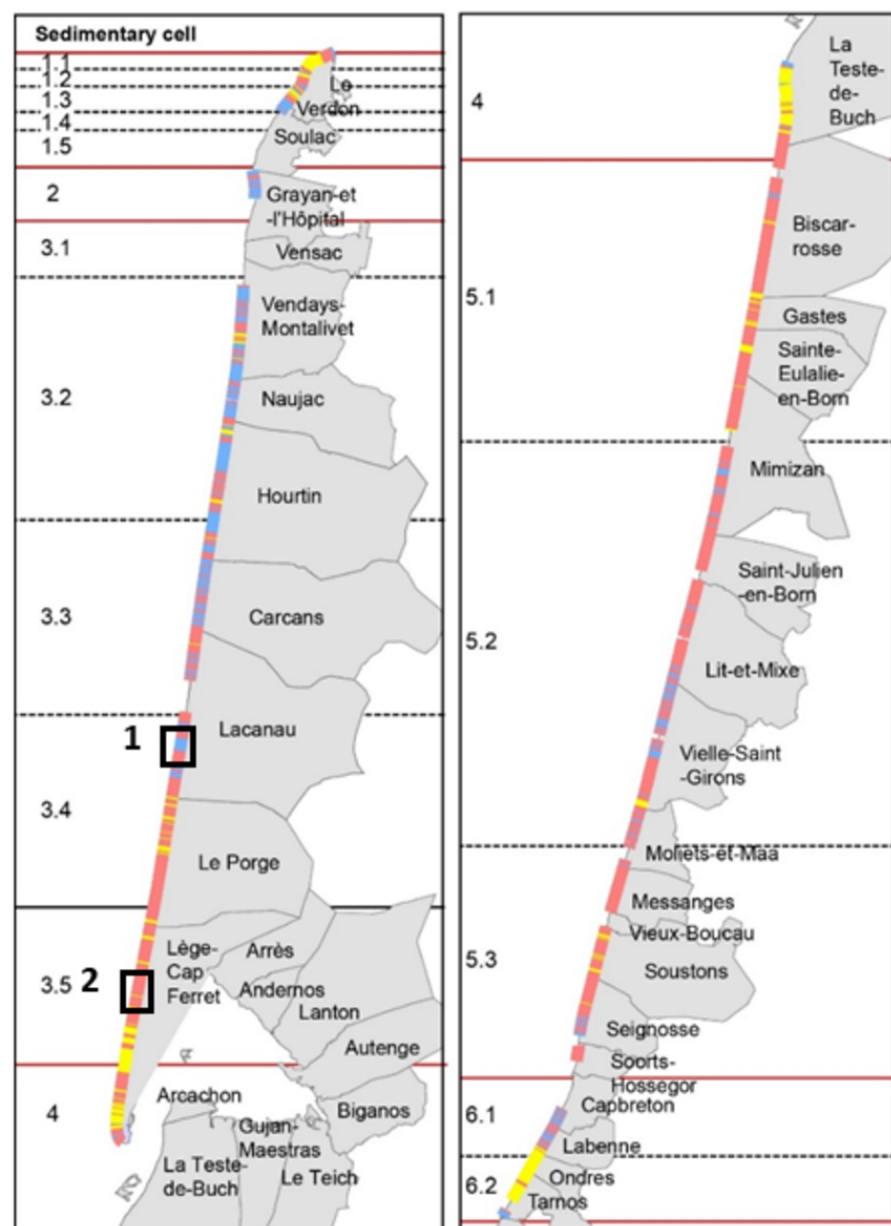 Sedimentary cell
1.1
1.2
Le
1.3
Verdon
1.4
Soulac
1.5
2
Grayan-et
-l'Hôpital
3.1
Vensac
Vendays-
Montalivet
3.2
Naujac
Hourtin
3.3
Carcans
1
Lacanau
3.4
Le Porge
Lège-
Cap
Ferret
Arrès
3.5
2
Andernos
Lanton
Autenge
4
Arcachon
Biganos
Gujan-
Maestras
La Teste-
de-Buch
Le Teich
La
Teste-
de-
Buch
4
Biscar-
rosse
5.1
Gastes
Sainte-
Eulalie-
en-Born
Mimizan
Saint-Julien
-en-Born
5.2
Lit-et-Mixe
Vielle-Saint
-Girons
Moliets-et-Maa
Messanges
Vieux-Boucau
5.3
Soustons
Seignosse
Soorts-
Hossegor
6.1
Capbreton
Labenne
6.2
Ondres
Tarnos